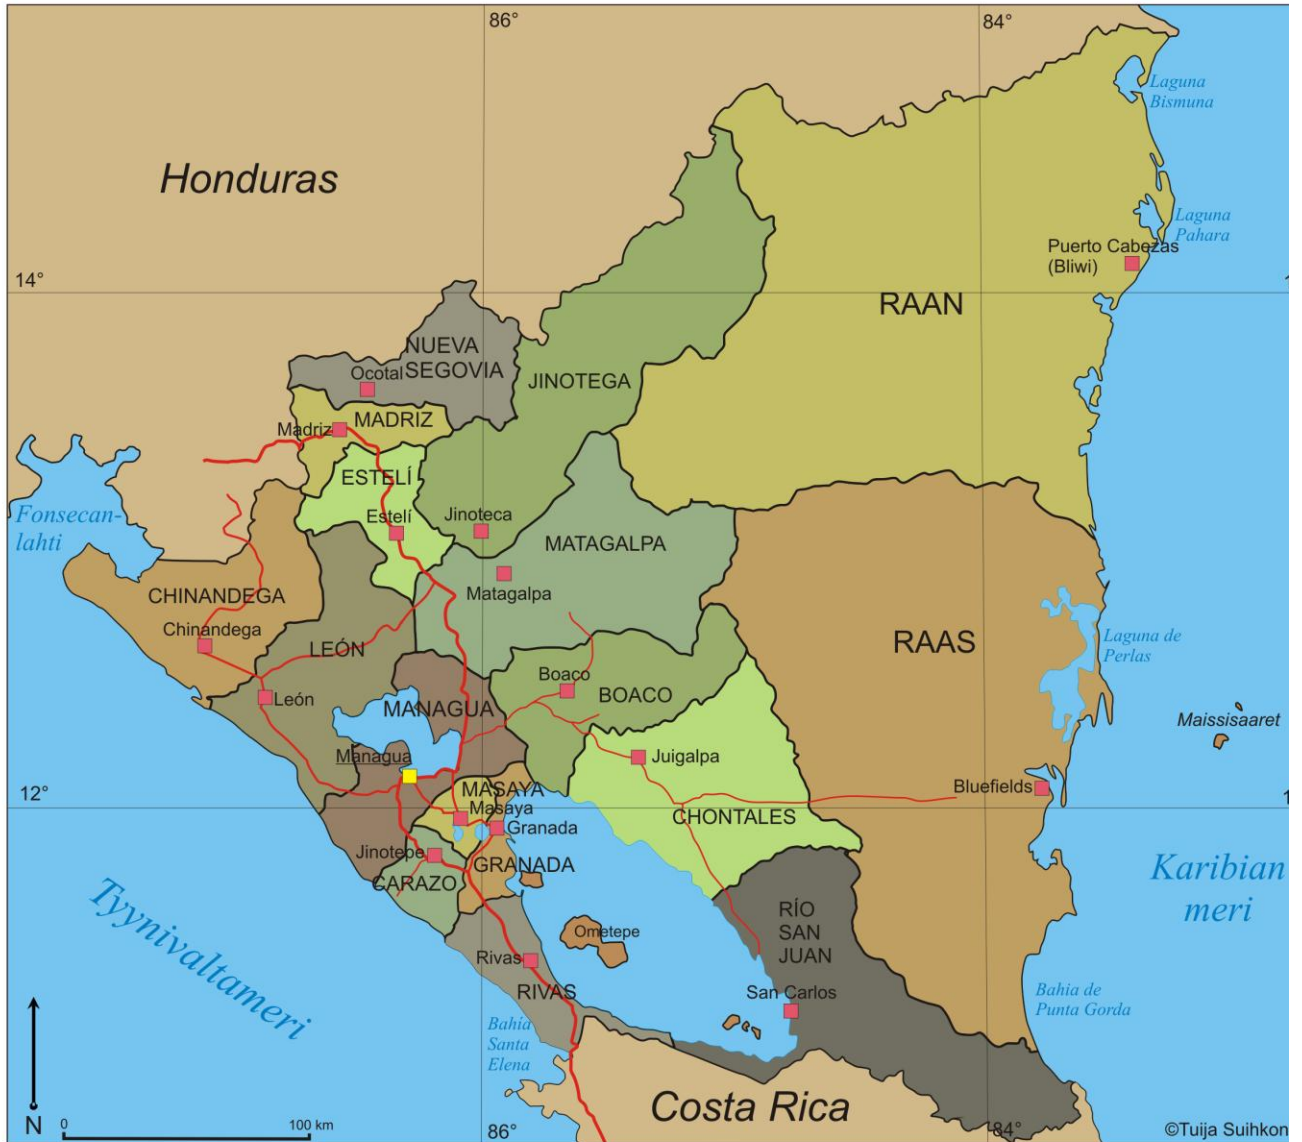 86°
84°
Laguna
Bismuna
Honduras
Laguna
Pahara
Puerto Cabezas
(Bliwi)
14°
1
RAAN
NUEVA
SEGOVIA
Ocotal
JINOTEGA
MADRIZ
Madriz
ESTELÍ
Fonsecan-
lahti
Estelí
Jinoteca
MATAGALPA
Matagalpa
CHINANDEGA
Chinandega
LEÓN
RAAS
Laguna de
Perlas
Boaco
BOACO
León
MANAGUA
Maissisaaret
Managua
Juigalpa
Bluefields
MASAYA
12°
1
Masaya
CHONTALES
Granada
Jinotepe
GRANADA
CARAZO
Karibian
meri
Tyynivaltameri
RÍO
SAN
JUAN
Ometepe
Rivas
RIVAS
San Carlos
Bahia de
Punta Gorda
Bahía
Santa
Elena
N
0
100 km
Costa Rica
86°
84°
©Tuija Suihkon